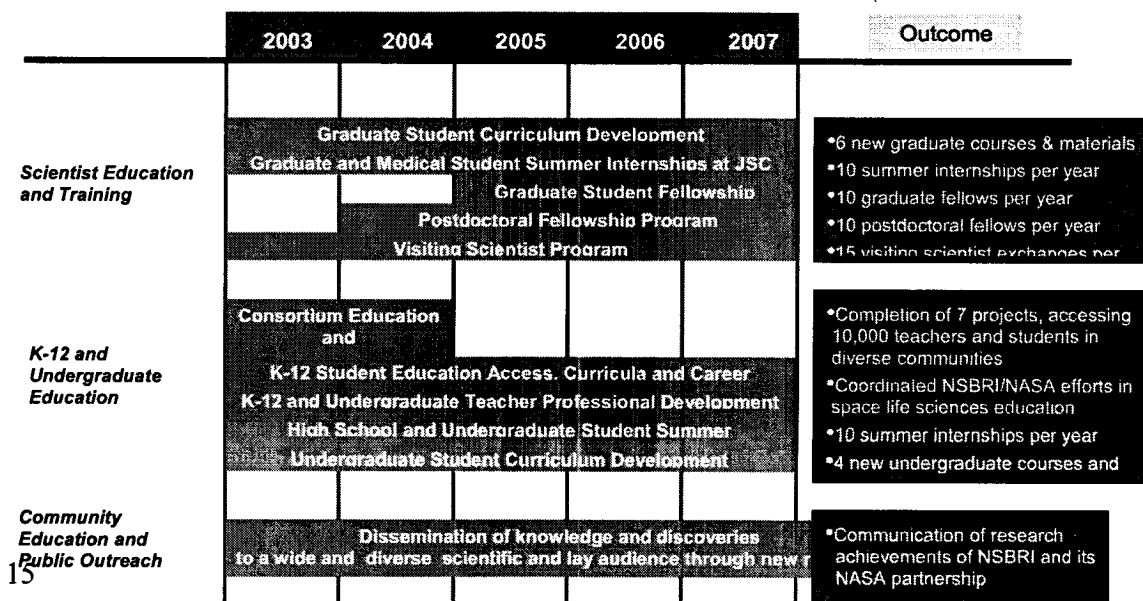 2003 2004 2005 2006 2007 Outcome
Scientist Education
and Training
Graduate Student Curriculum Development
Graduate and Medical Student Summer Internships at JSC
Graduate Student Fellowship
Postdoctoral Fellowship Program
Visiting Scientist Program
•6 new graduate courses & materials
•10 summer internships per year
•10 graduate fellows per year
•10 postdoctoral fellows per year
•15 visiting scientist exchanges per
K-12 and
Undergraduate
Education
Consortium Education
and
K-12 Student Education Access, Curricula and Career
K-12 and Undergraduate Teacher Professional Development
High School and Undergraduate Student Summer
Undergraduate Student Curriculum Development
•Completion of 7 projects, accessing
10,000 teachers and students in
diverse communities
•Coordinaled NSBRI/NASA efforts in
space life sciences education
•10 summer internships per year
•4 new undergraduate courses and
Community
Education and
Public Outreach
Dissemination of knowledge and discoveries
to a wide and diverse scientific and lay audience through new
•Communication of research
achievements of NSBRI and its
NASA partnership
15